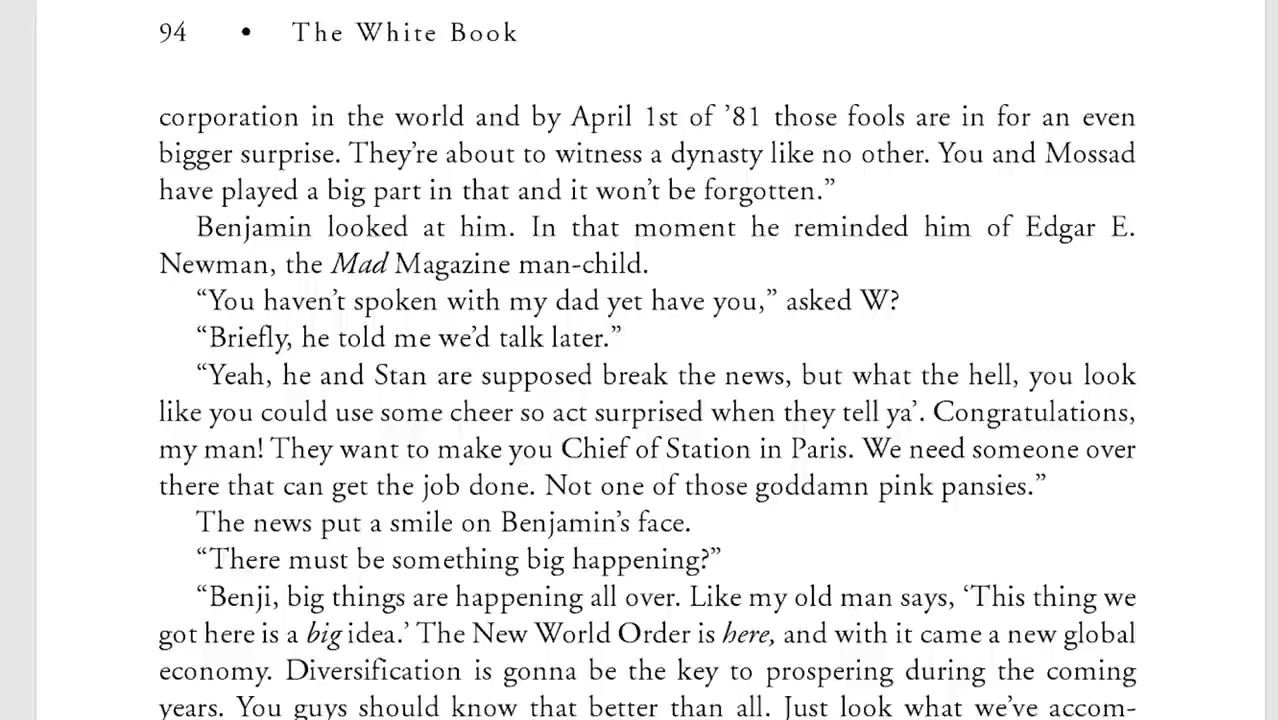 94 • The White Book
corporation in the world and by April 1st of ’81 those fools are in for an even
bigger surprise. They’re about to witness a dynasty like no other. You and Mossad
have played a big part in that and it won’t be forgotten.”
Benjamin looked at him. In that moment he reminded him of Edgar E.
Newman, the Mad Magazine man-child.
“You haven’t spoken with my dad yet have you,” asked W?
“Briefly, he told me we’d talk later.”
“Yeah, he and Stan are supposed break the news, but what the hell, you look
like you could use some cheer so act surprised when they tell ya’. Congratulations,
my man! They want to make you Chief of Station in Paris. We need someone over
there that can get the job done. Not one of those goddamn pink pansies.”
The news put a smile on Benjamin’s face.
“There must be something big happening?”
“Benji, big things are happening all over. Like my old man says, ‘This thing we
got here is a big idea.’ The New World Order is here, and with it came a new global
economy. Diversification is gonna be the key to prospering during the coming
years. You guys should know that better than all. Just look what we’ve accom-